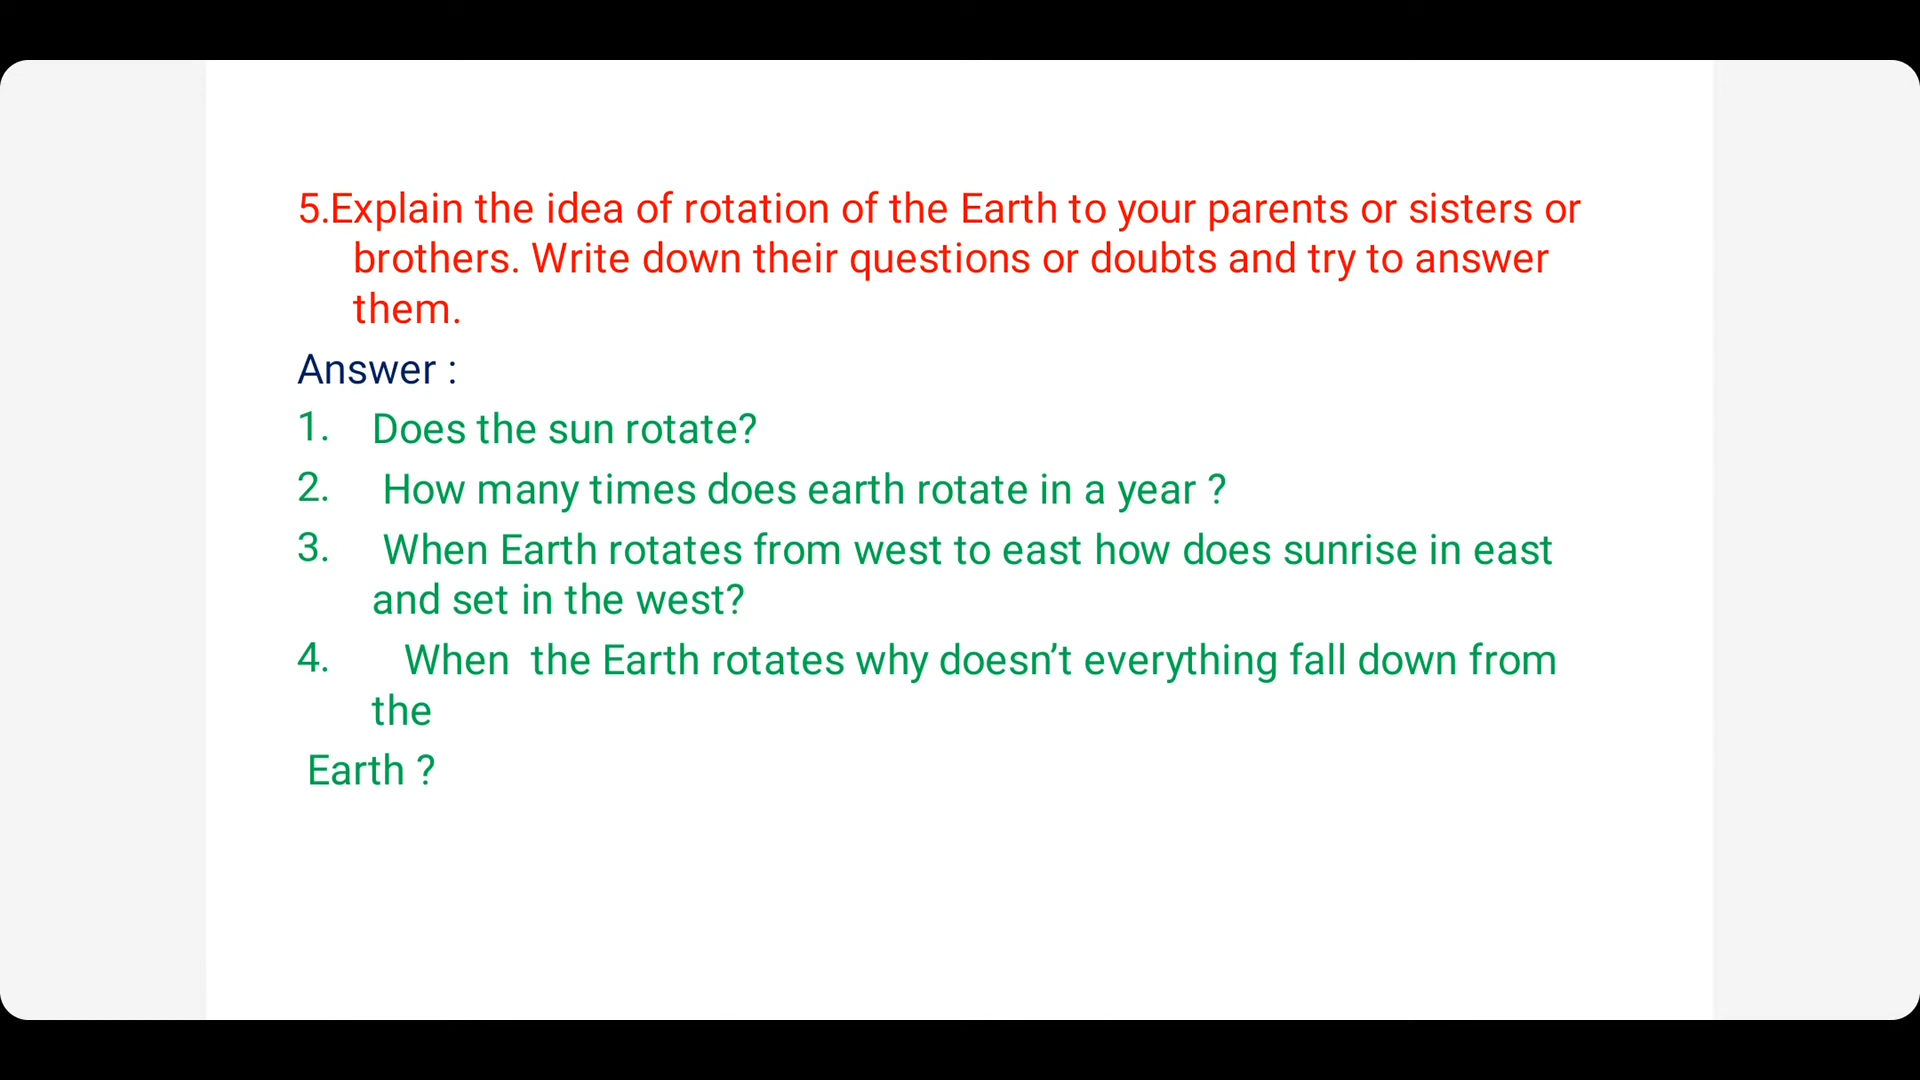 5.Explain the idea of rotation of the Earth to your parents or sisters or
brothers. Write down their questions or doubts and try to answer
them.
Answer :
1. Does the sun rotate?
2. How many times does earth rotate in a year ?
3. When Earth rotates from west to east how does sunrise in east
and set in the west?
4. When the Earth rotates why doesn’t everything fall down from
the
Earth ?